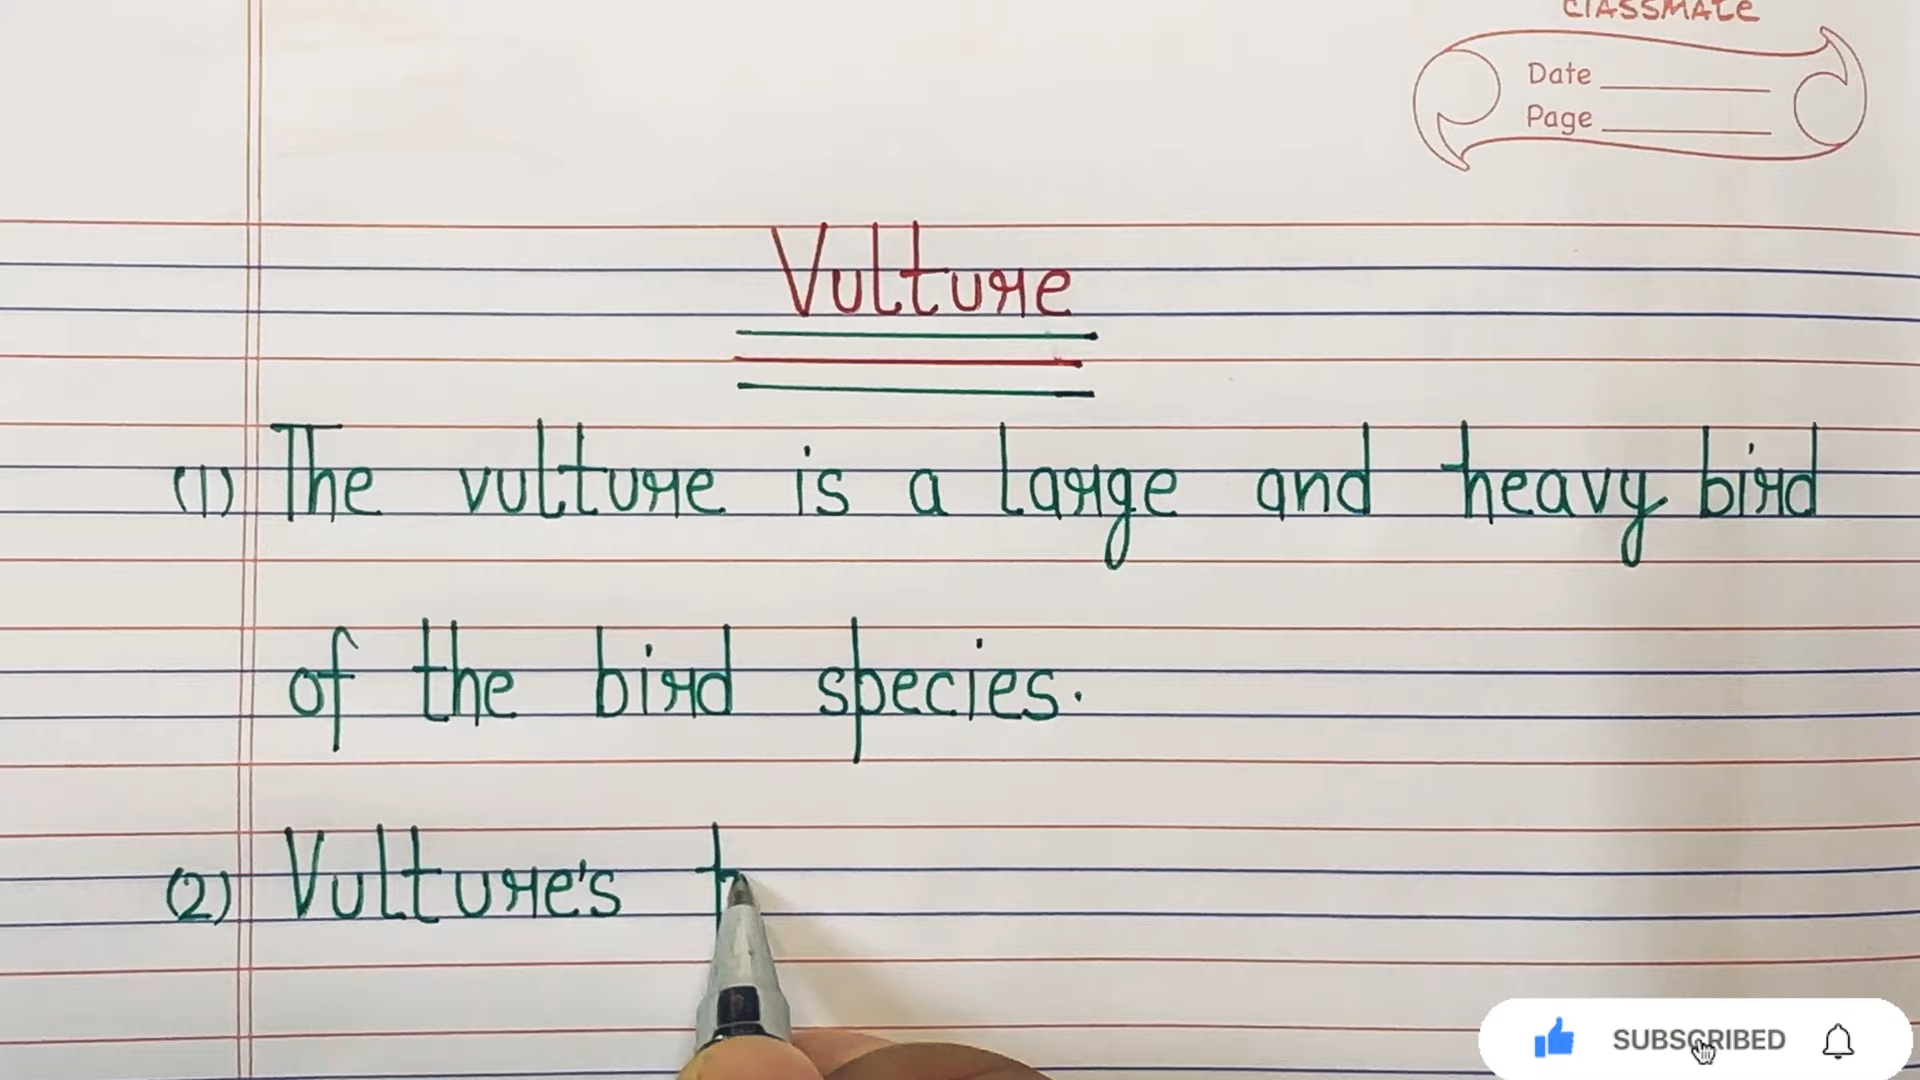 classmate
Date
Page
Vulture
(1) The vulture is a large and heavy bird
of the bird species.
(2) Vulture's
SUBSCRIBED